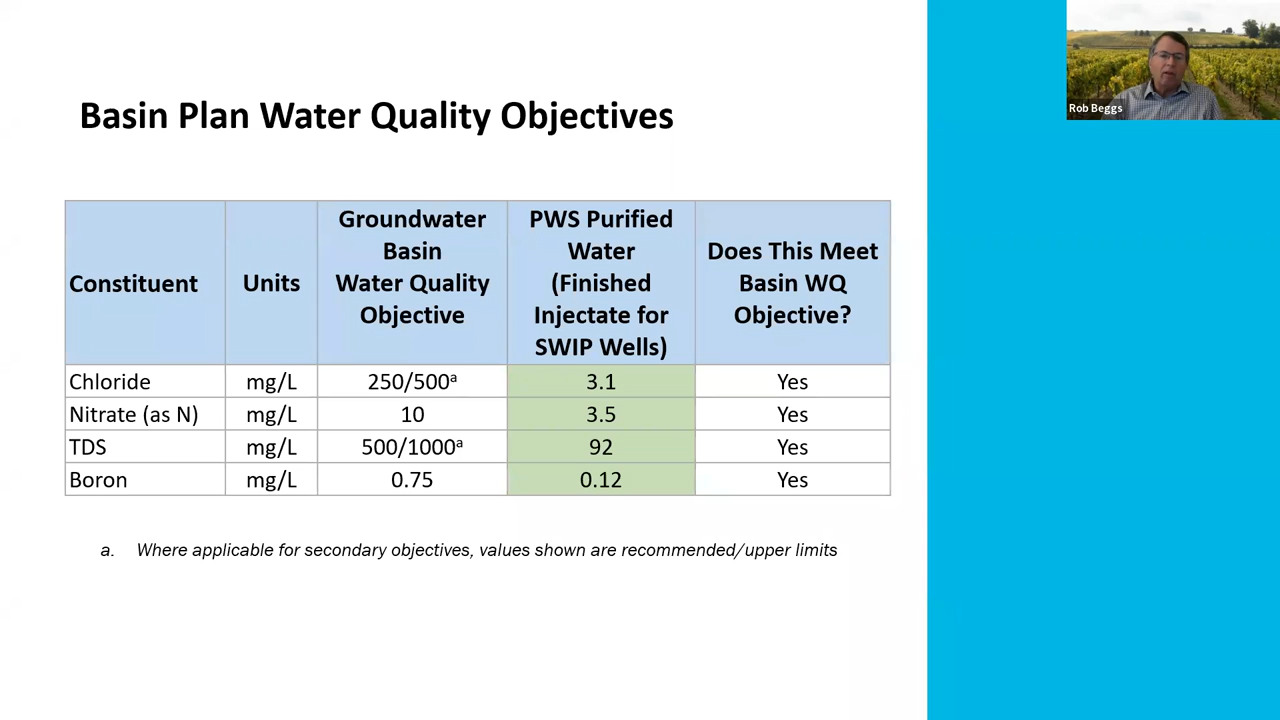 Basin Plan Water Quality Objectives
Rob Beggs
Constituent
Units
Groundwater
Basin
Water Quality
Objective
PWS Purified
Water
(Finished
Injectate for
SWIP Wells)
Does This Meet
Basin WQ
Objective?
Chloride mg/L 250/500ᵃ 3.1 Yes
Nitrate (as N) mg/L 10 3.5 Yes
TDS mg/L 500/1000ᵃ 92 Yes
Boron mg/L 0.75 0.12 Yes
a. Where applicable for secondary objectives, values shown are recommended/upper limits